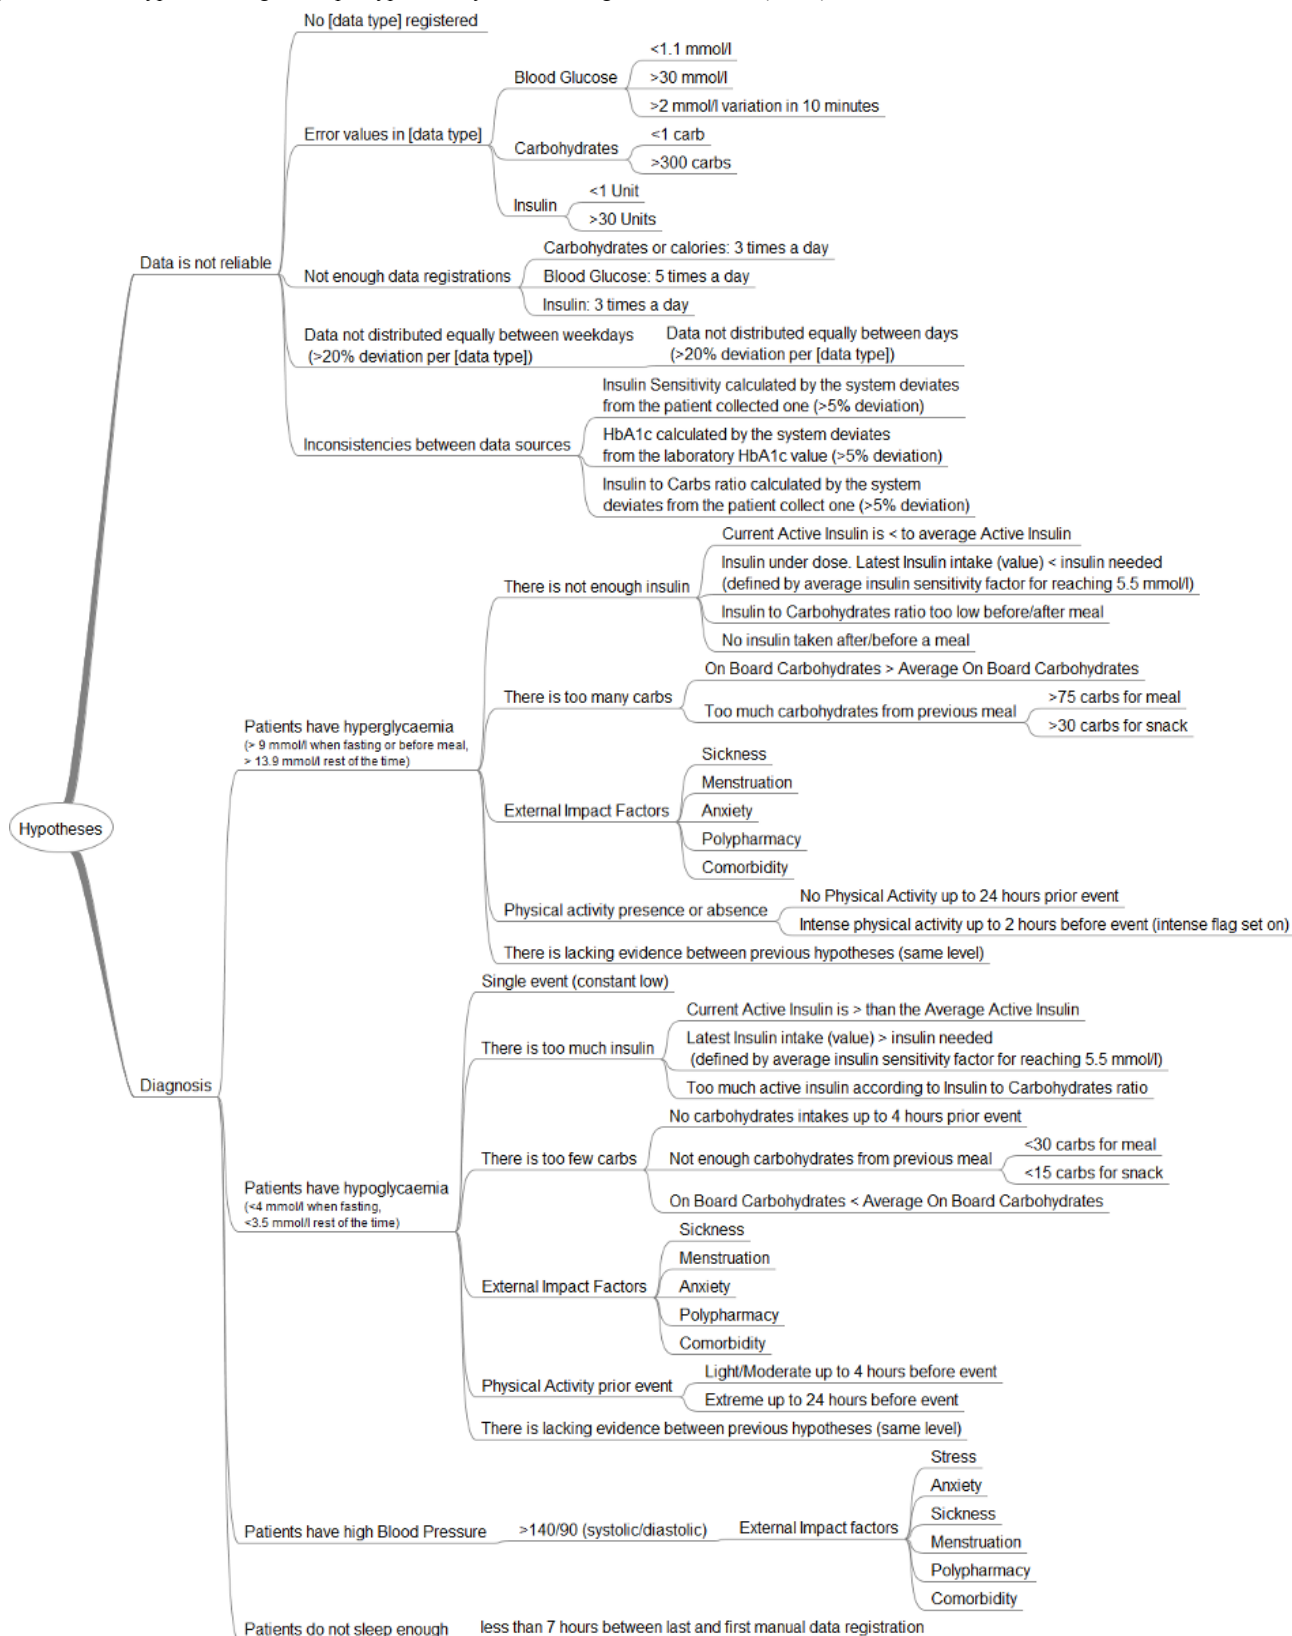 No [data type] registered
<1.1 mmol/l
Blood Glucose
>30 mmol/l
>2 mmol/l variation in 10 minutes
Error values in [data type]
<1 carb
Carbohydrates
>300 carbs
<1 Unit
Insulin
>30 Units
Data is not reliable
Carbohydrates or calories: 3 times a day
Not enough data registrations
Blood Glucose: 5 times a day
Insulin: 3 times a day
Data not distributed equally between weekdays
(>20% deviation per [data type])
Data not distributed equally between days
(>20% deviation per [data type])
Insulin Sensitivity calculated by the system deviates
from the patient collected one (>5% deviation)
Inconsistencies between data sources
HbA1c calculated by the system deviates
from the laboratory HbA1c value (>5% deviation)
Insulin to Carbs ratio calculated by the system
deviates from the patient collect one (>5% deviation)
Current Active Insulin is < to average Active Insulin
There is not enough insulin
Insulin under dose. Latest Insulin intake (value) < insulin needed
(defined by average insulin sensitivity factor for reaching 5.5 mmol/l)
Insulin to Carbohydrates ratio too low before/after meal
No insulin taken after/before a meal
On Board Carbohydrates > Average On Board Carbohydrates
There is too many carbs
Too much carbohydrates from previous meal
>75 carbs for meal
>30 carbs for snack
Patients have hyperglycaemia
(> 9 mmol/l when fasting or before meal,
> 13.9 mmol/l rest of the time)
Sickness
Menstruation
External Impact Factors
Anxiety
Polypharmacy
Comorbidity
Hypotheses
No Physical Activity up to 24 hours prior event
Physical activity presence or absence
Intense physical activity up to 2 hours before event (intense flag set on)
There is lacking evidence between previous hypotheses (same level)
Single event (constant low)
Current Active Insulin is > than the Average Active Insulin
There is too much insulin
Latest Insulin intake (value) > insulin needed
(defined by average insulin sensitivity factor for reaching 5.5 mmol/l)
Too much active insulin according to Insulin to Carbohydrates ratio
Diagnosis
No carbohydrates intakes up to 4 hours prior event
There is too few carbs
Not enough carbohydrates from previous meal
<30 carbs for meal
<15 carbs for snack
On Board Carbohydrates < Average On Board Carbohydrates
Patients have hypoglycaemia
(<4 mmol/l when fasting,
<3.5 mmol/l rest of the time)
Sickness
Menstruation
External Impact Factors
Anxiety
Polypharmacy
Comorbidity
Light/Moderate up to 4 hours before event
Physical Activity prior event
Extreme up to 24 hours before event
There is lacking evidence between previous hypotheses (same level)
Stress
Anxiety
Sickness
Patients have high Blood Pressure
>140/90 (systolic/diastolic)
External Impact factors
Menstruation
Polypharmacy
Comorbidity
Patients do not sleep enough
less than 7 hours between last and first manual data registration